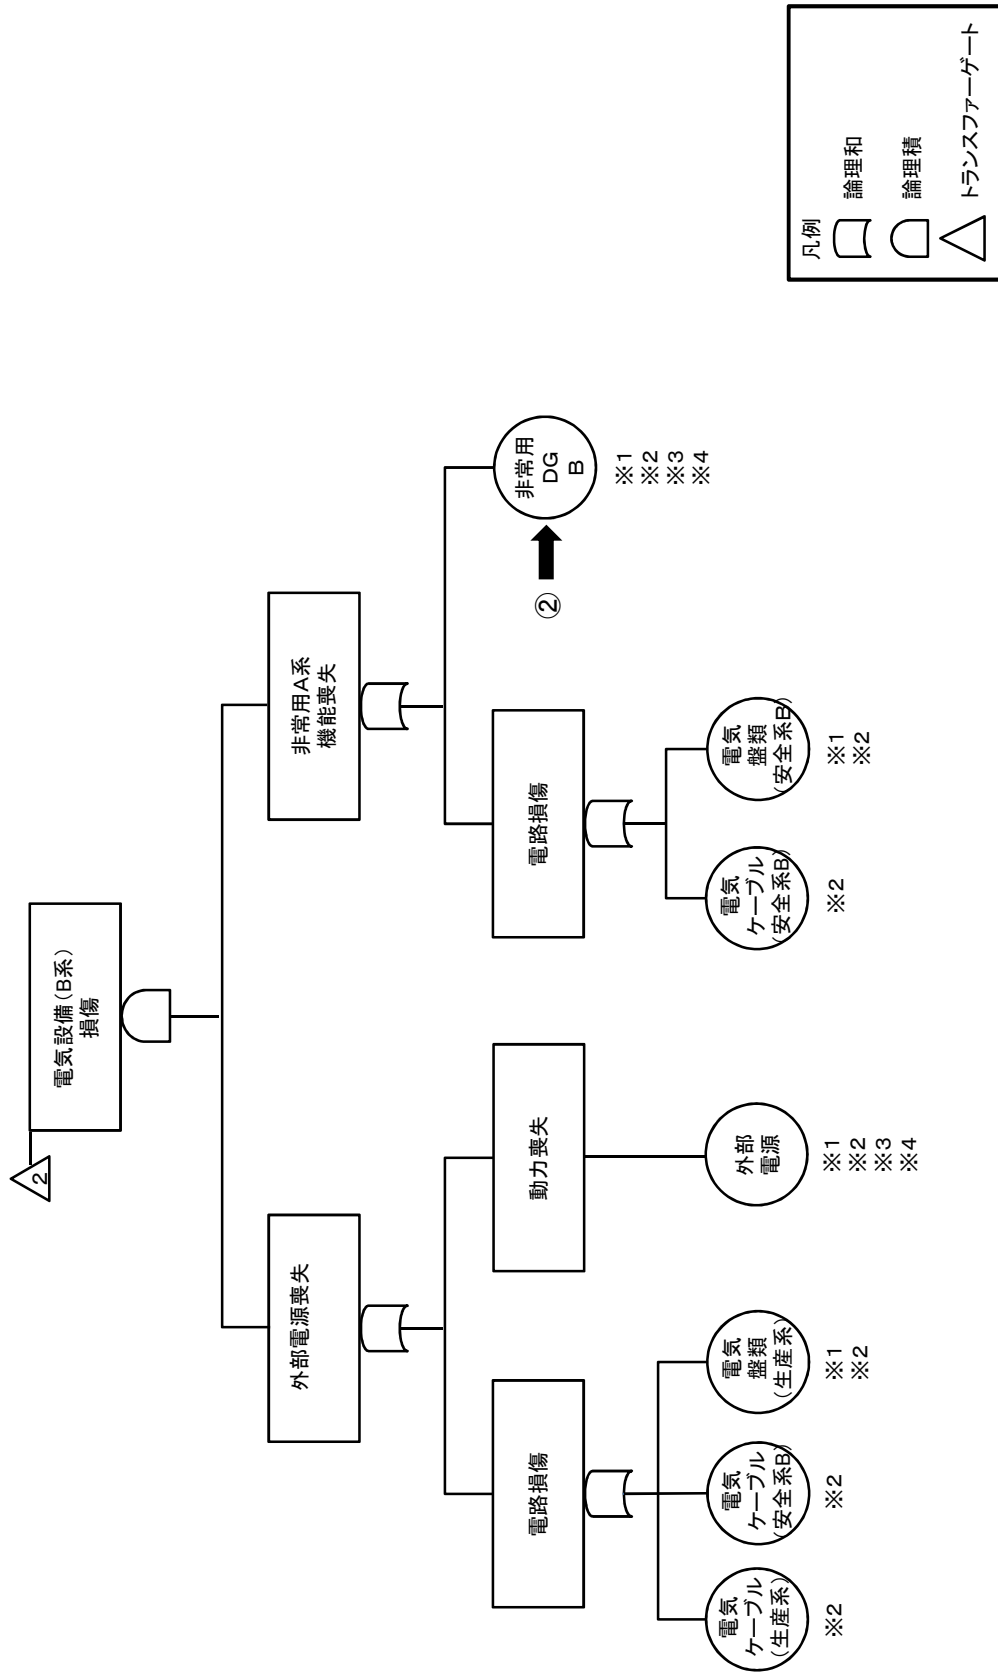 2
電気設備(B系)
損傷
外部電源喪失
非常用A系
機能喪失
電路損傷
動力喪失
電路損傷
非常用
DG
B
②
※1
※2
※3
※4
電気
ケーブル
(生産系)
※2
電気
ケーブル
(安全系B)
※2
電気
盤類
(生産系)
※1
※2
外部
電源
※1
※2
※3
※4
電気
ケーブル
(安全系B)
※2
電気
盤類
(安全系B)
※1
※2
凡例
論理和
論理積
トランスファーゲート